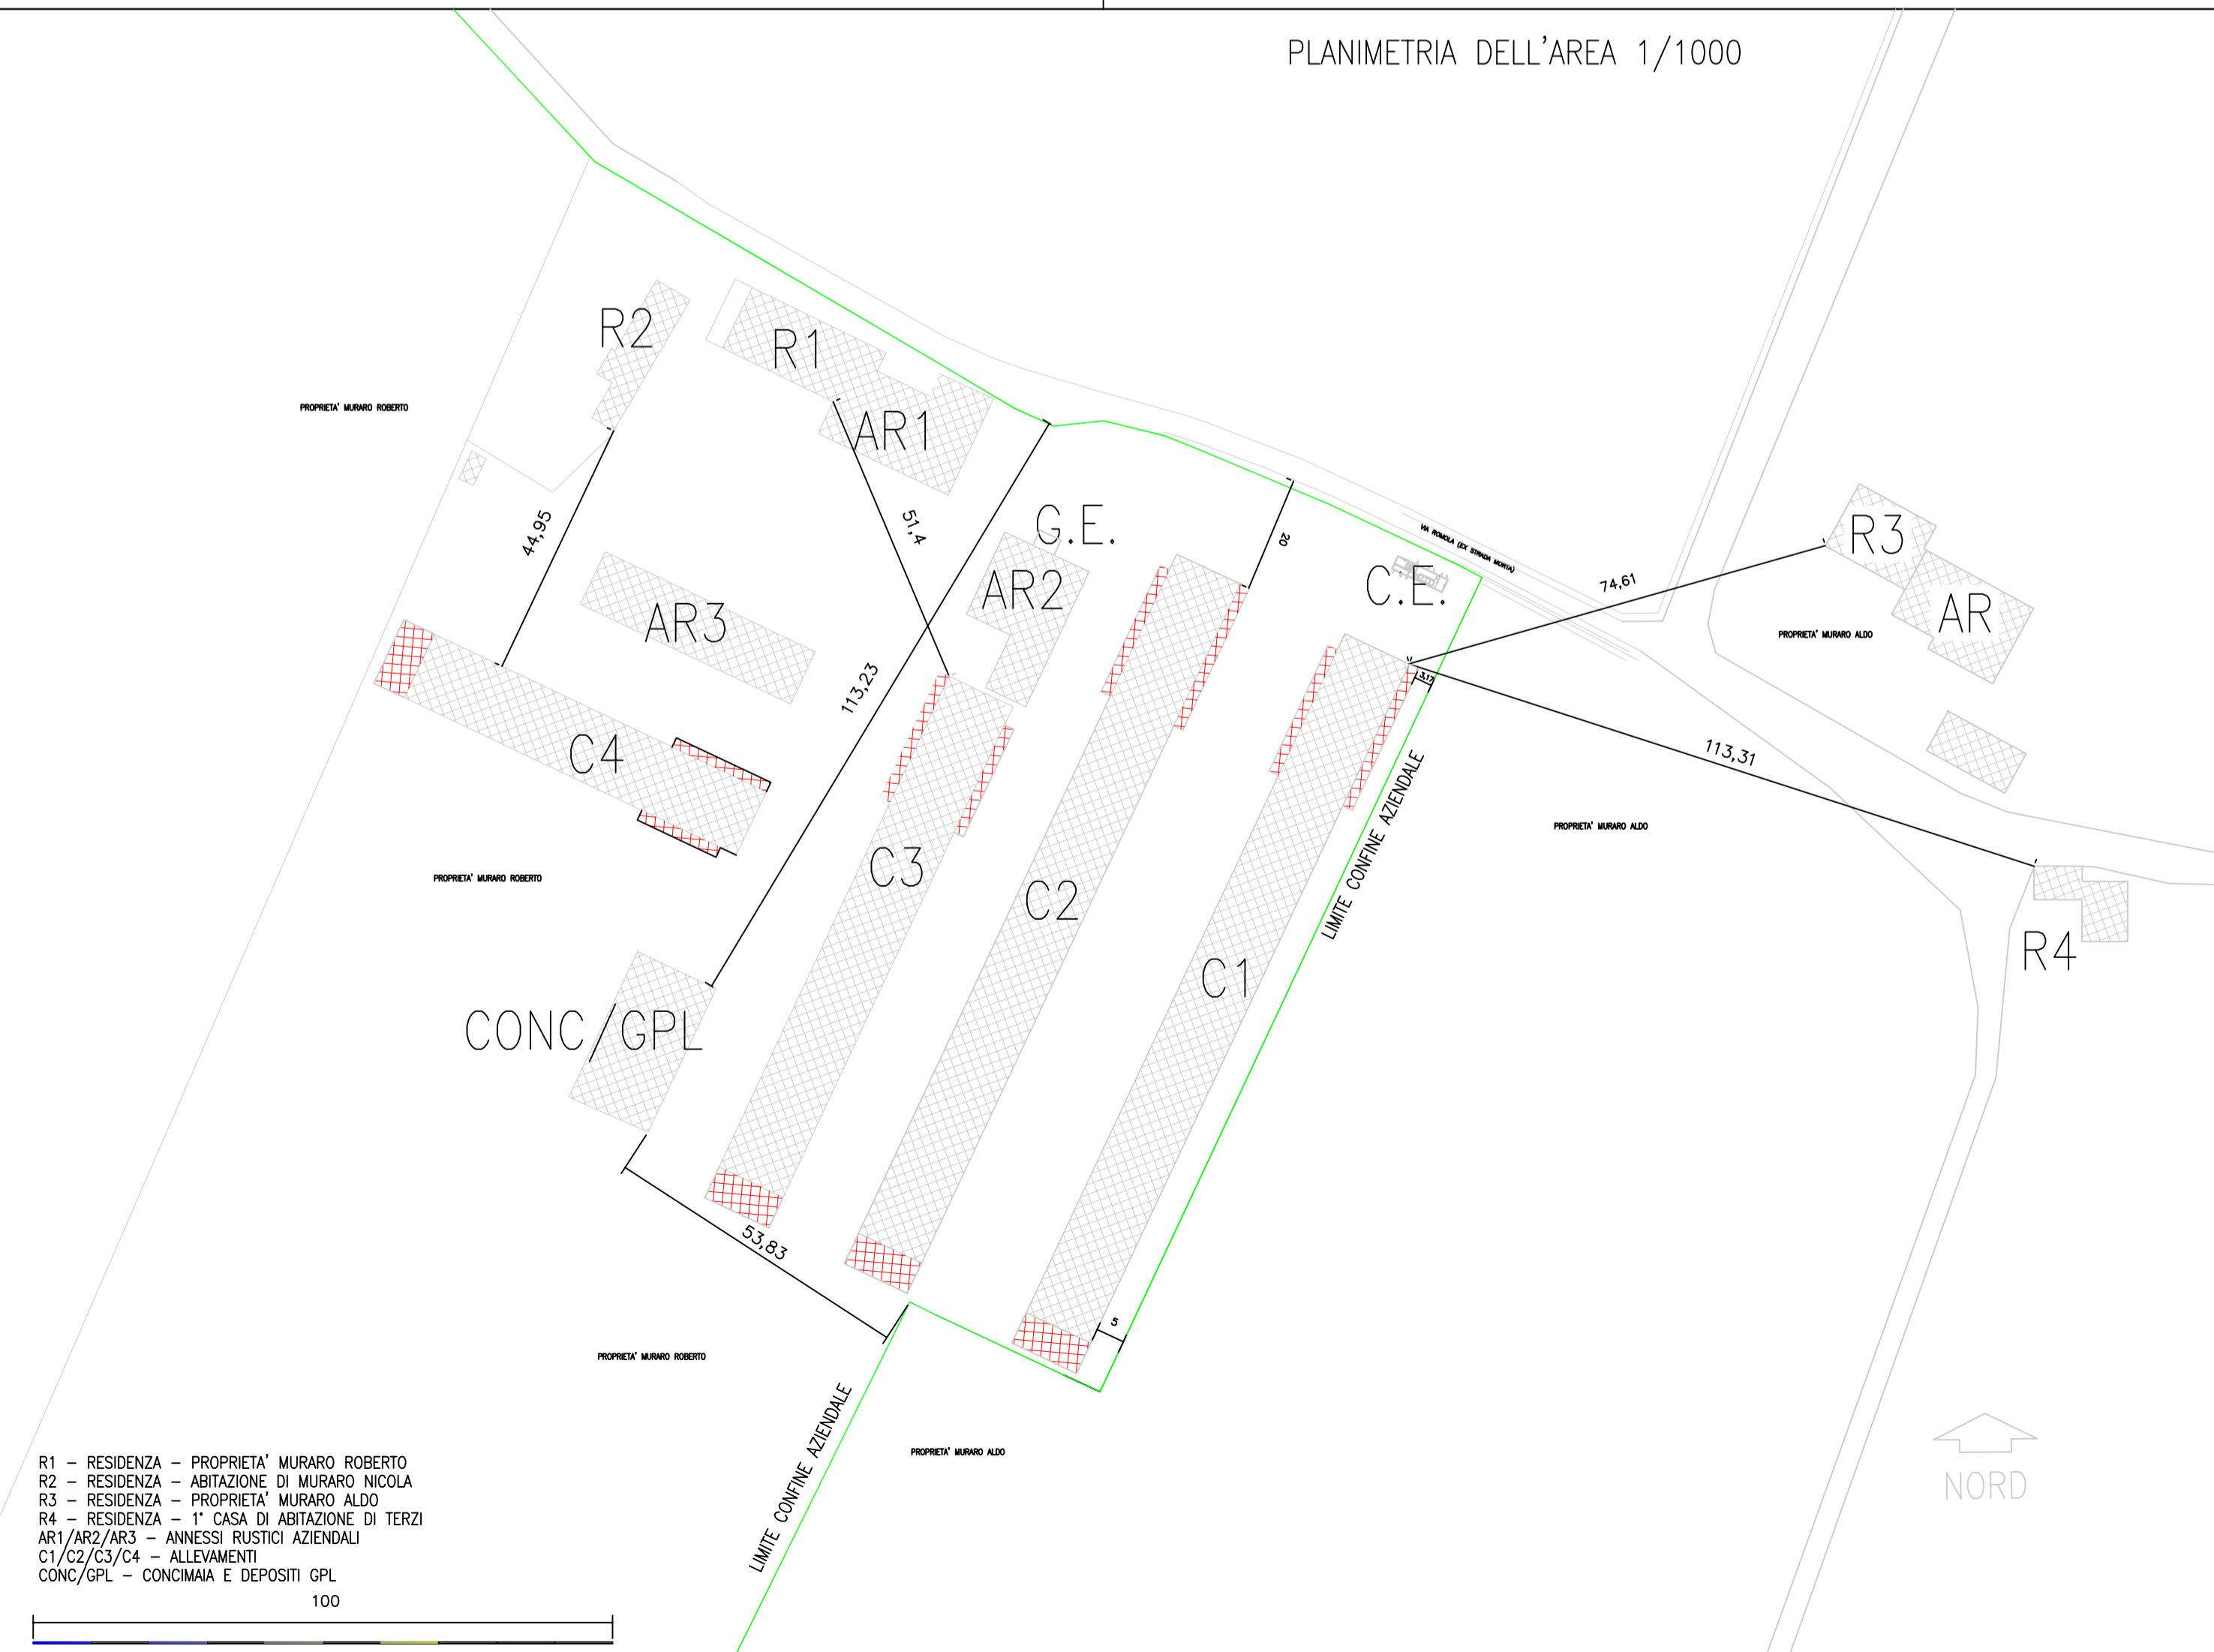 PLANIMETRIA DELL'AREA 1/1000
R2
R1
PROPRIETA' MURARO ROBERTO
AR1
44,95
51,4
G.E.
20
VIA ROMOLA (EX STRADA MORTA)
R3
C.E.
74,61
AR2
AR
AR3
PROPRIETA' MURARO ALDO
113,23
3,17
C4
113,31
LIMITE CONFINE AZIENDALE
PROPRIETA' MURARO ALDO
C3
PROPRIETA' MURARO ROBERTO
C2
R4
C1
CONC/GPL
53,83
5
PROPRIETA' MURARO ROBERTO
LIMITE CONFINE AZIENDALE
PROPRIETA' MURARO ALDO
NORD
R1 – RESIDENZA – PROPRIETA' MURARO ROBERTO
R2 – RESIDENZA – ABITAZIONE DI MURARO NICOLA
R3 – RESIDENZA – PROPRIETA' MURARO ALDO
R4 – RESIDENZA – 1° CASA DI ABITAZIONE DI TERZI
AR1/AR2/AR3 – ANNESSI RUSTICI AZIENDALI
C1/C2/C3/C4 – ALLEVAMENTI
CONC/GPL – CONCIMAIA E DEPOSITI GPL
100